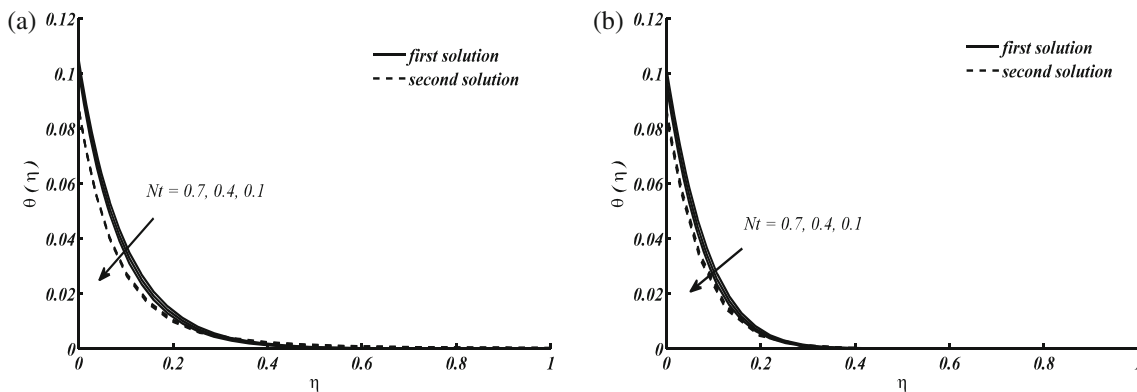 (a)
0.12
0.1
0.08
0.06
0.04
0.02
0
θ (η)
first solution
second solution
Nt = 0.7, 0.4, 0.1
0
0.2
0.4
0.6
0.8
1
η
(b)
0.12
0.1
0.08
0.06
0.04
0.02
0
θ (η)
first solution
second solution
Nt = 0.7, 0.4, 0.1
0
0.2
0.4
0.6
0.8
1
η